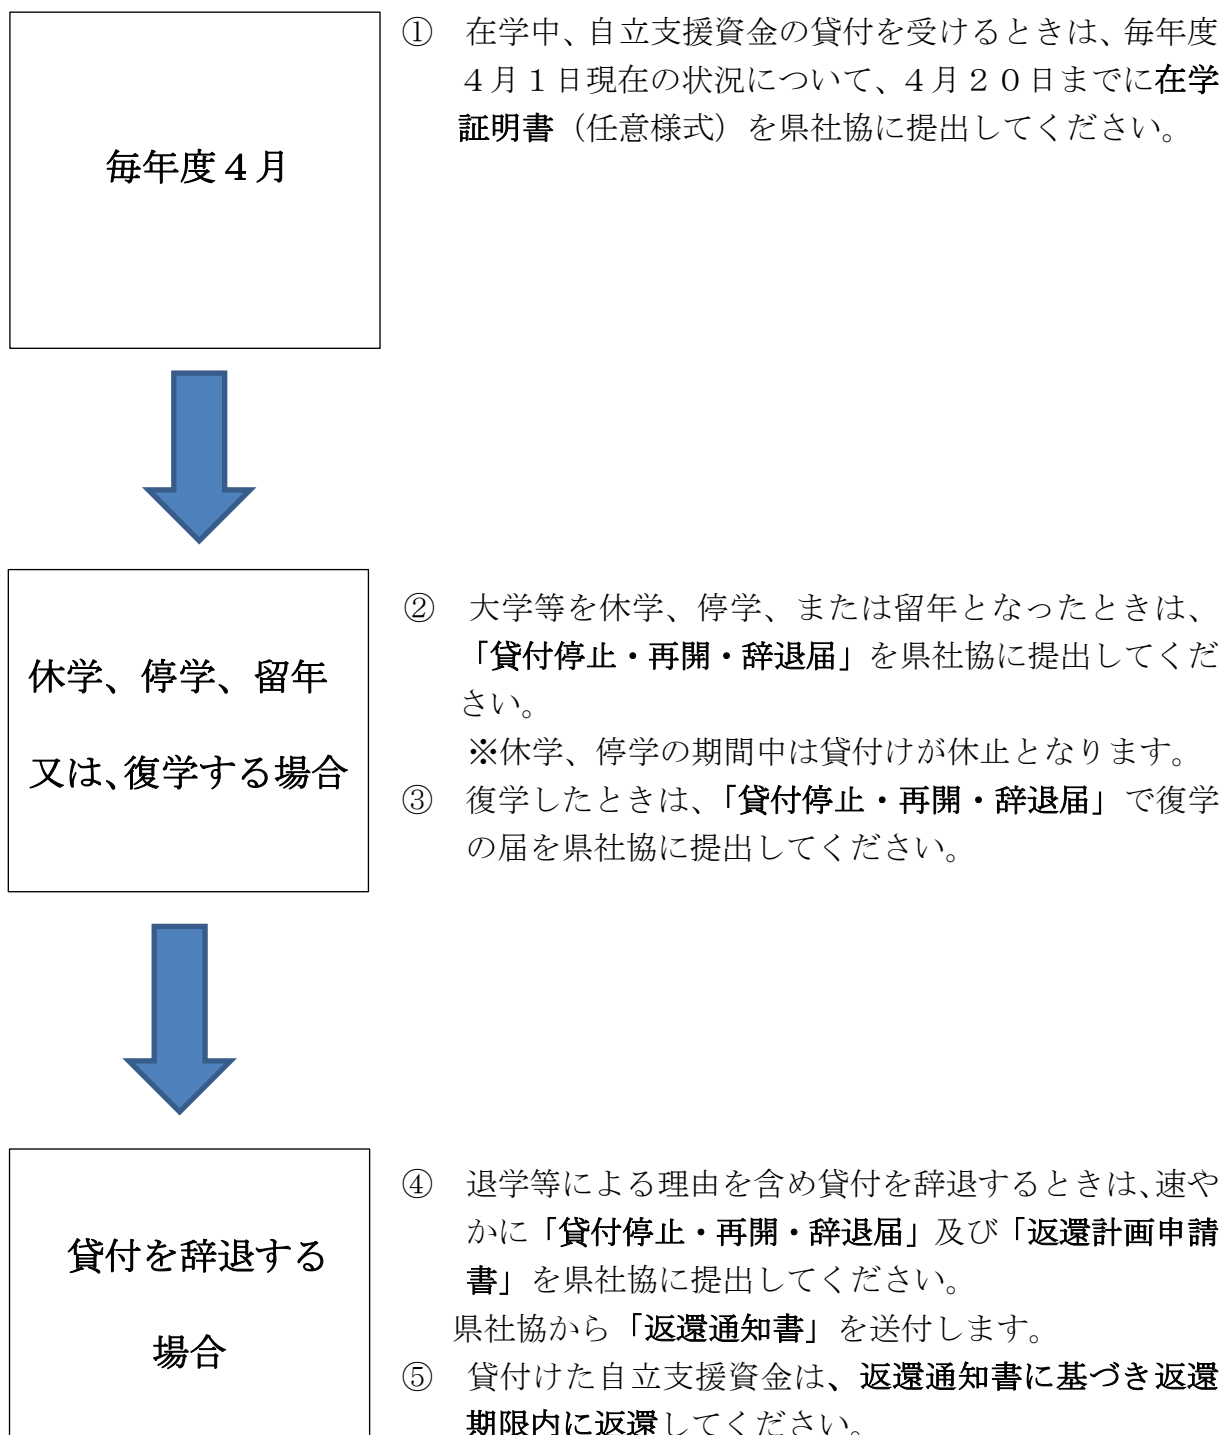 毎年度４月
① 在学中、自立支援資金の貸付を受けるときは、毎年度
４月１日現在の状況について、４月２０日までに在学
証明書（任意様式）を県社協に提出してください。
休学、停学、留年
又は、復学する場合
② 大学等を休学、停学、または留年となったときは、
「貸付停止・再開・辞退届」を県社協に提出してくだ
さい。
※休学、停学の期間中は貸付けが休止となります。
③ 復学したときは、「貸付停止・再開・辞退届」で復学
の届を県社協に提出してください。
貸付を辞退する
場合
④ 退学等による理由を含め貸付を辞退するときは、速や
かに「貸付停止・再開・辞退届」及び「返還計画申請
書」を県社協に提出してください。
県社協から「返還通知書」を送付します。
⑤ 貸付けた自立支援資金は、返還通知書に基づき返還
期限内に返還してください。